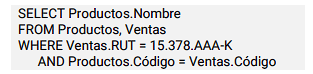 SELECT Productos.Nombre
FROM Productos, Ventas
WHERE Ventas.RUT = 15.378.AAA-K
AND Productos.Código = Ventas.Código